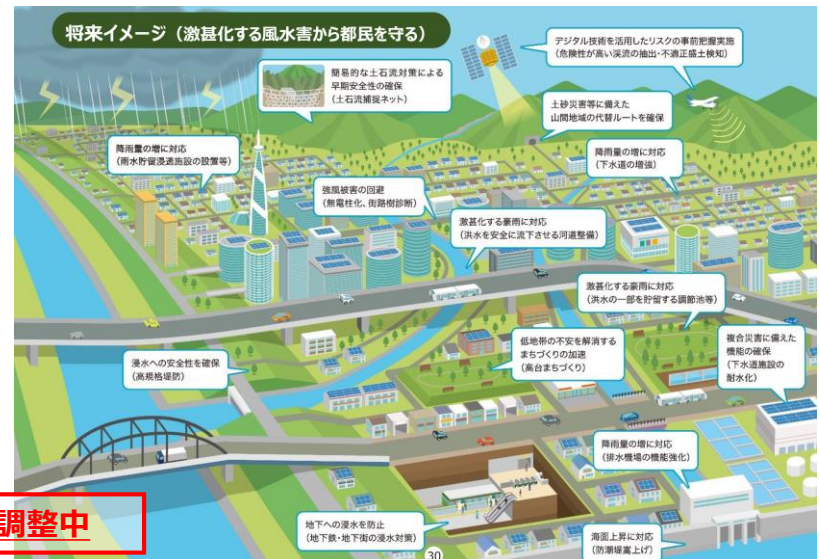 将来イメージ（激甚化する風水害から都民を守る）
デジタル技術を活用したリスクの事前把握実施
（危険性が高い渓流の抽出・不適正盛土検知）
簡易的な土石流対策による
早期安全性の確保
（土石流捕捉ネット）
土砂災害等に備えた
山間地域の代替ルートを確保
降雨量の増に対応
（雨水貯留浸透施設の設置等）
降雨量の増に対応
（下水道の増強）
強風被害の回避
（無電柱化、街路樹診断）
激甚化する豪雨に対応
（洪水を安全に流下させる河道整備）
激甚化する豪雨に対応
（洪水の一部を貯留する調節池等）
低地帯の不安を解消する
まちづくりの加速
（高台まちづくり）
複合災害に備えた
機能の確保
（下水道施設の
耐水化）
浸水への安全性を確保
（高規格堤防）
降雨量の増に対応
（排水機場の機能強化）
調整中
地下への浸水を防止
（地下鉄・地下街の浸水対策）
海面上昇に対応
（防潮堤嵩上げ）
30